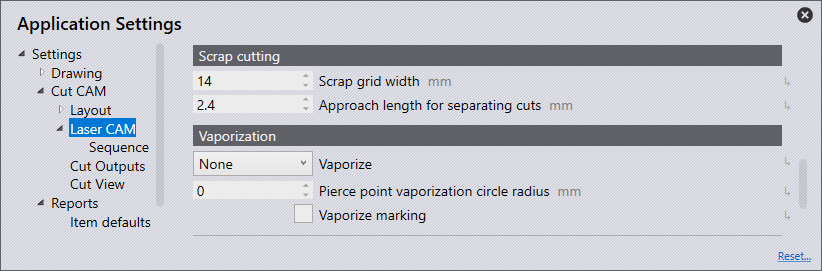 Application Settings
Settings
Drawing
Cut CAM
Layout
Laser CAM
Sequence
Cut Outputs
Cut View
Reports
Item defaults
Scrap cutting
14 Scrap grid width mm
2.4 Approach length for separating cuts mm
Vaporization
None Vaporize
0 Pierce point vaporization circle radius mm
Vaporize marking
Reset...